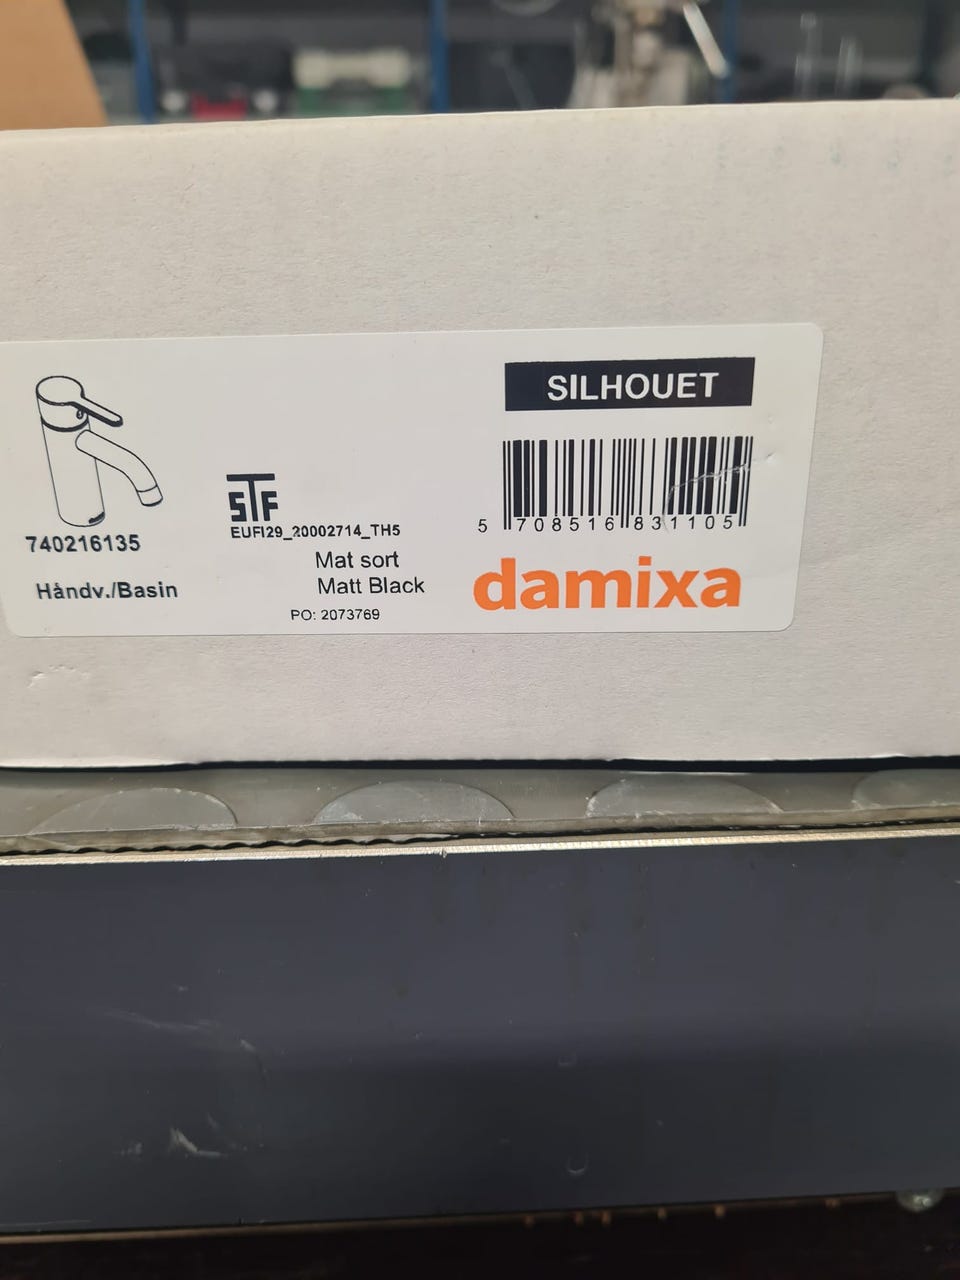 SILHOUET
5 708516 831105
damixa
740216135
Håndv./Basin
STF
EUFI29_20002714_TH5
Mat sort
Matt Black
PO: 2073769